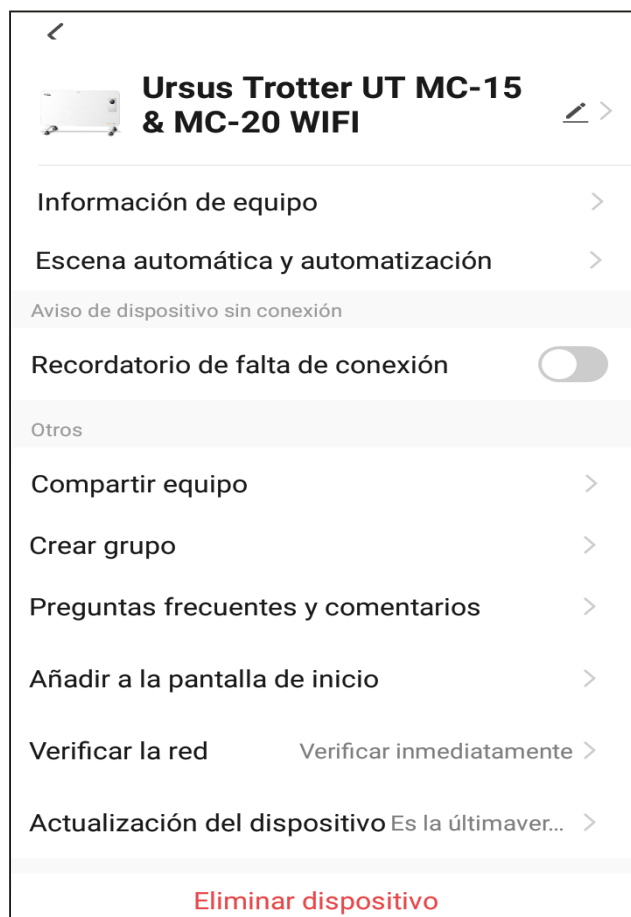 Ursus Trotter UT MC-15
& MC-20 WIFI
Información de equipo
Escena automática y automatización
Aviso de dispositivo sin conexión
Recordatorio de falta de conexión
Otros
Compartir equipo
Crear grupo
Preguntas frecuentes y comentarios
Añadir a la pantalla de inicio
Verificar la red Verificar inmediatamente
Actualización del dispositivo Es la últimaver...
Eliminar dispositivo